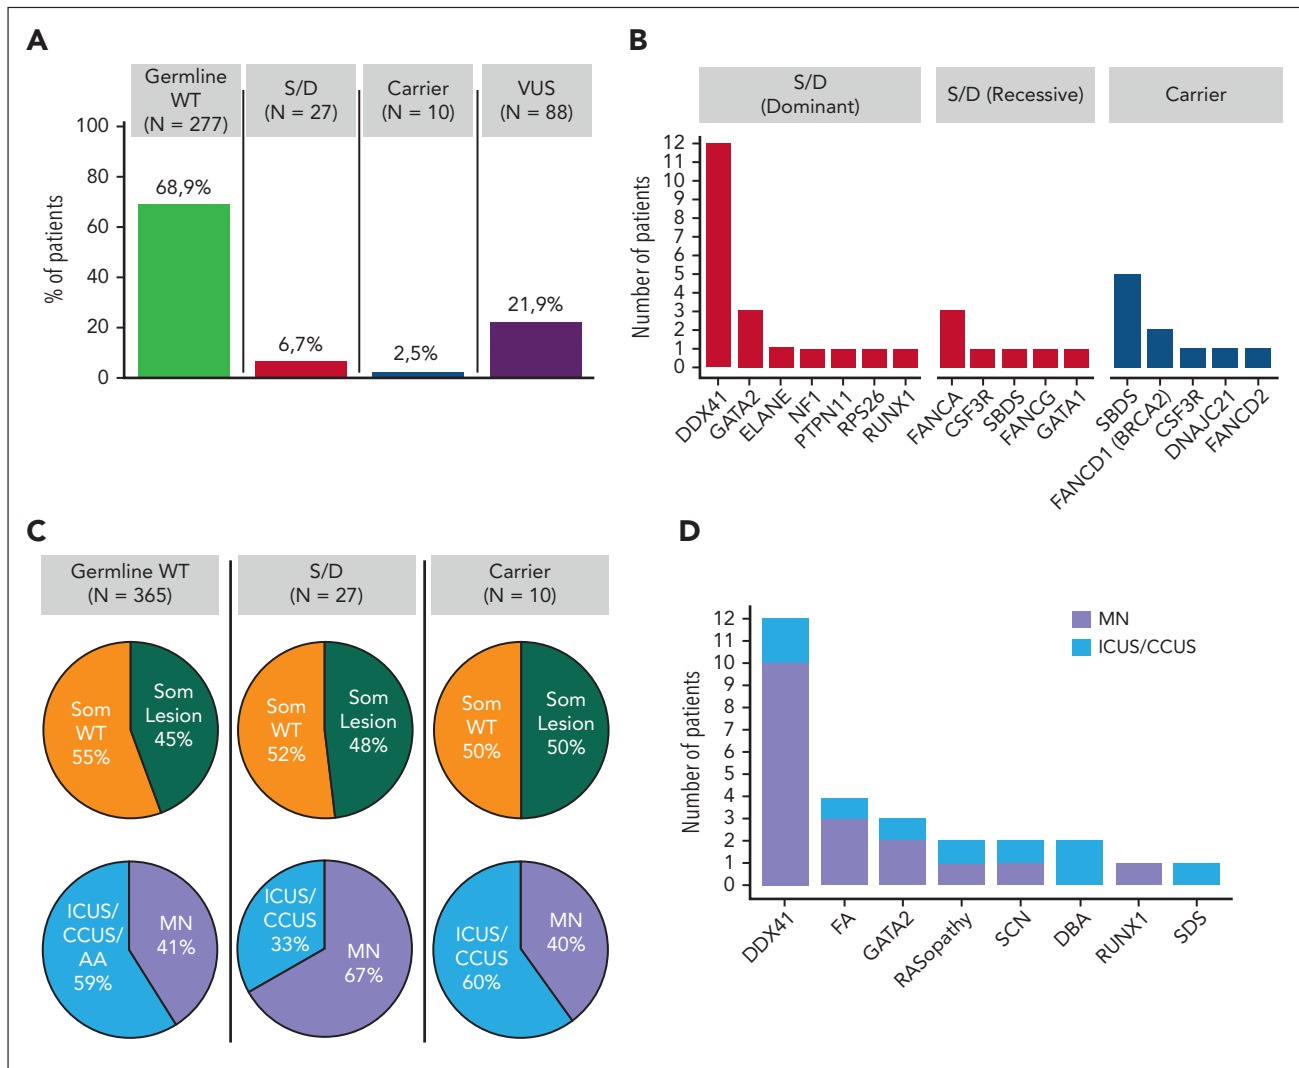 A
Germline
WT
(N = 277)
S/D
(N = 27)
Carrier
(N = 10)
VUS
(N = 88)
% of patients
100
80
60
40
20
0
68,9%
6,7%
2,5%
21,9%
B
S/D
(Dominant)
S/D (Recessive)
Carrier
Number of patients
12
11
10
9
8
7
6
5
4
3
2
1
0
DDX41
GATA2
ELANE
NF1
PTPN11
RPS26
RUNX1
FANCA
CSF3R
SBDS
FANCG
GATA1
SBDS
FANCD1 (BRCA2)
CSF3R
DNAJC21
FANCD2
C
Germline WT
(N = 365)
S/D
(N = 27)
Carrier
(N = 10)
Som
WT
55%
Som
Lesion
45%
Som
WT
52%
Som
Lesion
48%
Som
WT
50%
Som
Lesion
50%
ICUS/
CCUS/
AA
59%
MN
41%
ICUS/
CCUS
33%
MN
67%
ICUS/
CCUS
60%
MN
40%
D
MN
ICUS/CCUS
Number of patients
12
11
10
9
8
7
6
5
4
3
2
1
0
DDX41
FA
GATA2
RASopathy
SCN
DBA
RUNX1
SDS